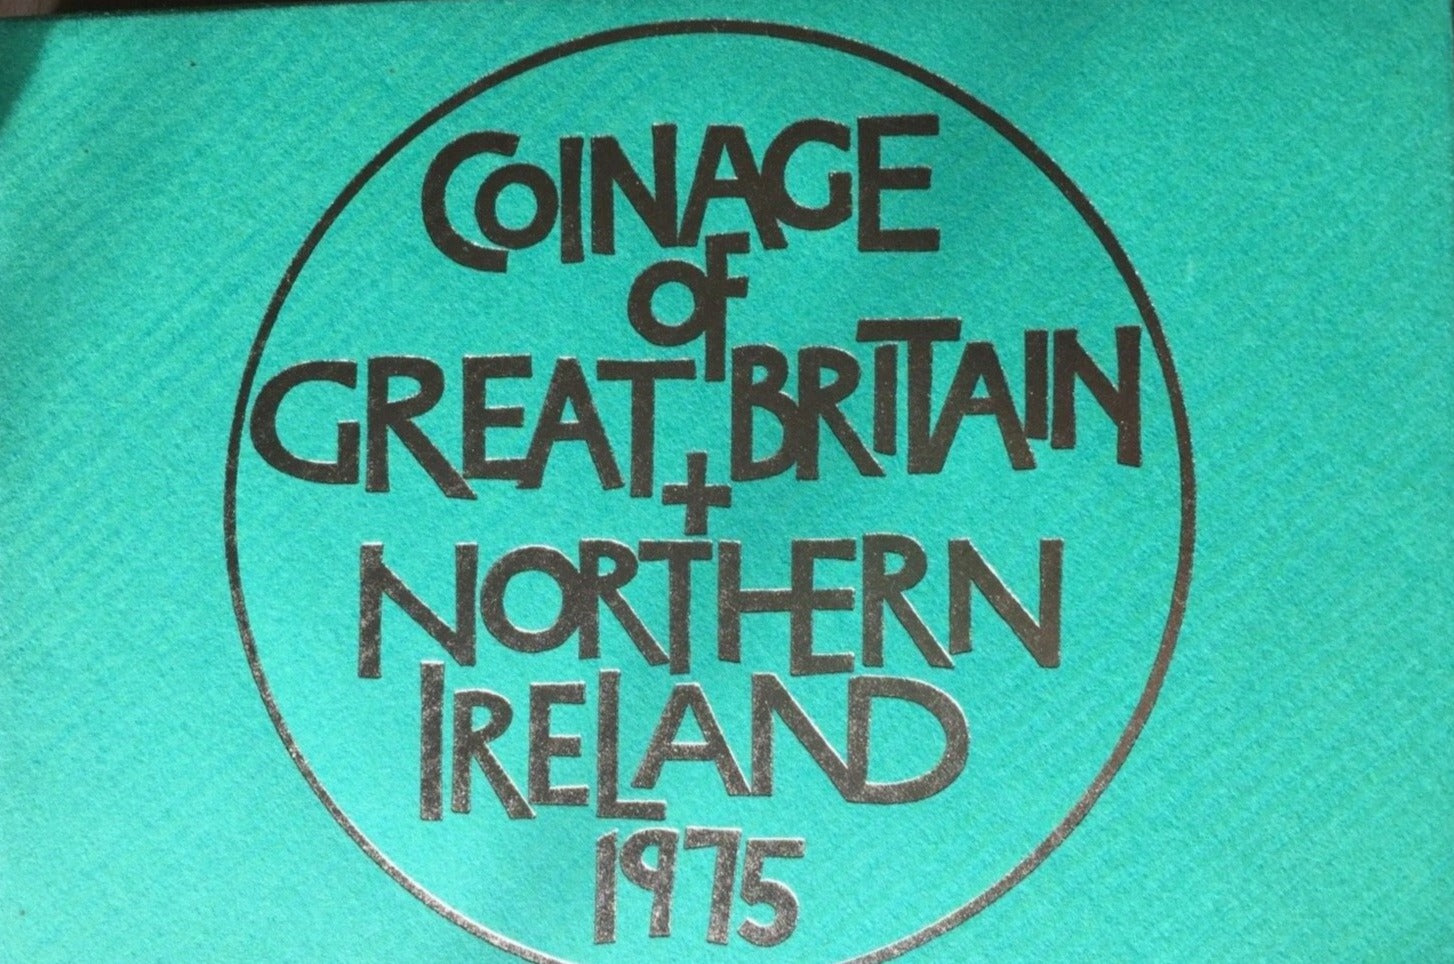 COINAGE
OF
GREAT BRITAIN
+
NORTHERN
IRELAND
1975